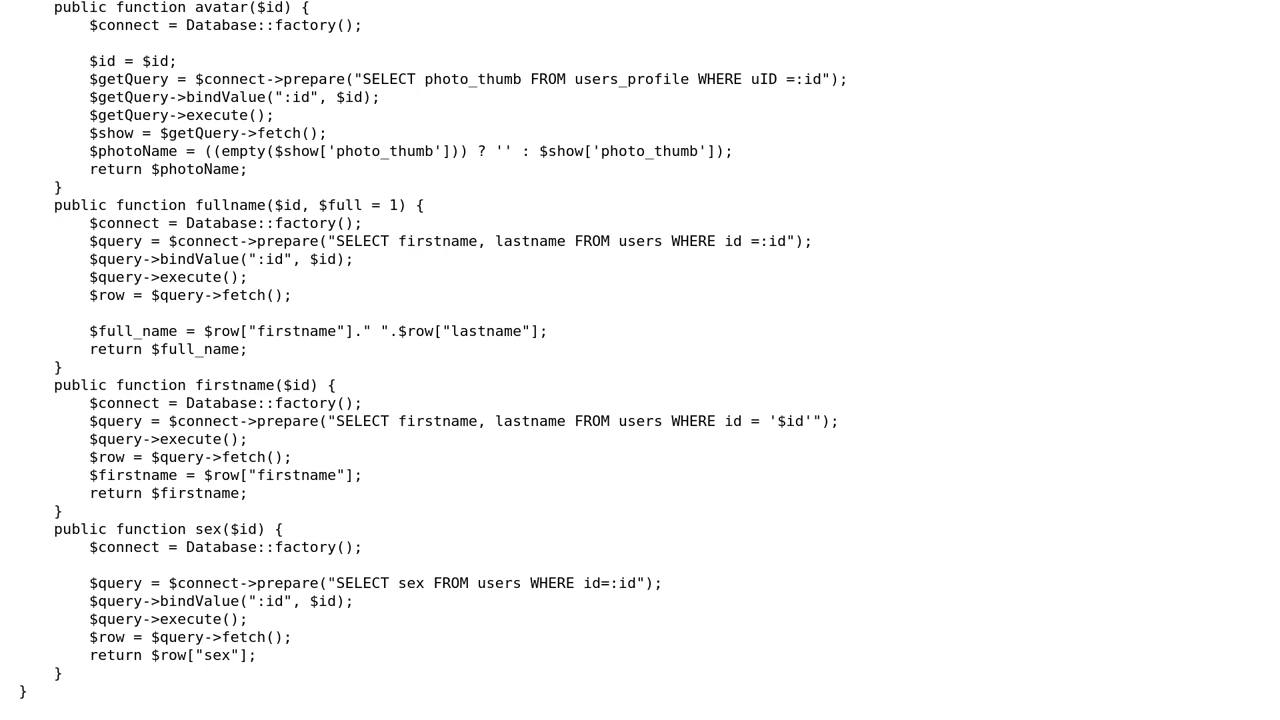 public function avatar($id) {
$connect = Database::factory();
$id = $id;
$getQuery = $connect->prepare("SELECT photo_thumb FROM users_profile WHERE uID =:id");
$getQuery->bindValue(":id", $id);
$getQuery->execute();
$show = $getQuery->fetch();
$photoName = ((empty($show['photo_thumb'])) ? '' : $show['photo_thumb']);
return $photoName;
}
public function fullname($id, $full = 1) {
$connect = Database::factory();
$query = $connect->prepare("SELECT firstname, lastname FROM users WHERE id =:id");
$query->bindValue(":id", $id);
$query->execute();
$row = $query->fetch();
$full_name = $row["firstname"]." ".$row["lastname"];
return $full_name;
}
public function firstname($id) {
$connect = Database::factory();
$query = $connect->prepare("SELECT firstname, lastname FROM users WHERE id = '$id'");
$query->execute();
$row = $query->fetch();
$firstname = $row["firstname"];
return $firstname;
}
public function sex($id) {
$connect = Database::factory();
$query = $connect->prepare("SELECT sex FROM users WHERE id=:id");
$query->bindValue(":id", $id);
$query->execute();
$row = $query->fetch();
return $row["sex"];
}
}